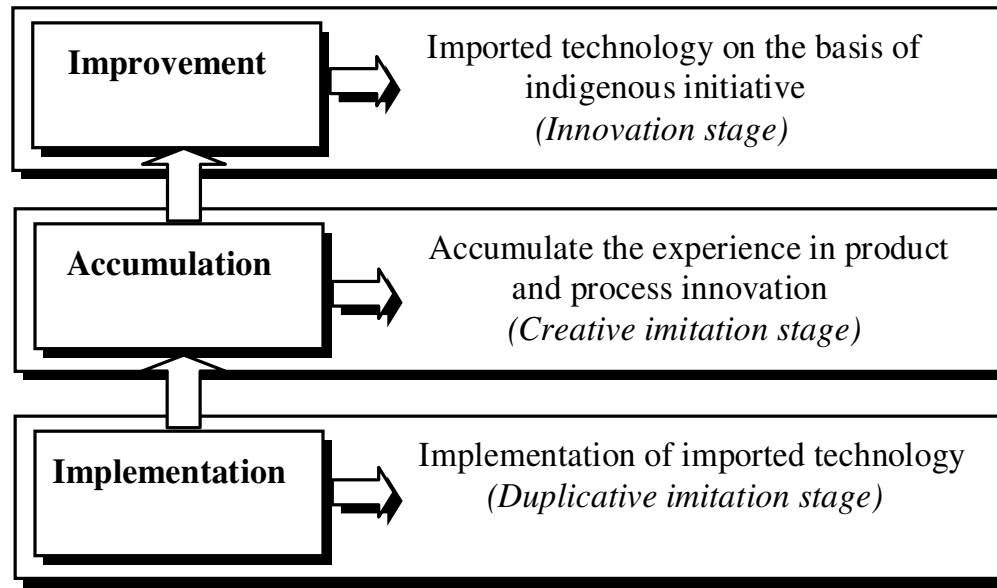 Improvement
Imported technology on the basis of
indigenous initiative
(Innovation stage)
Accumulation
Accumulate the experience in product
and process innovation
(Creative imitation stage)
Implementation
Implementation of imported technology
(Duplicative imitation stage)